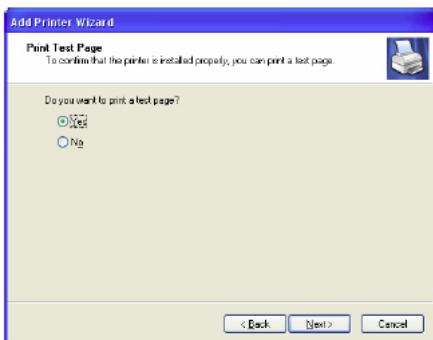 Add Printer Wizard
Print Test Page
To confirm that the printer is installed properly, you can print a test page.
Do you want to print a test page?
Yes
No
< Back
Next >
Cancel